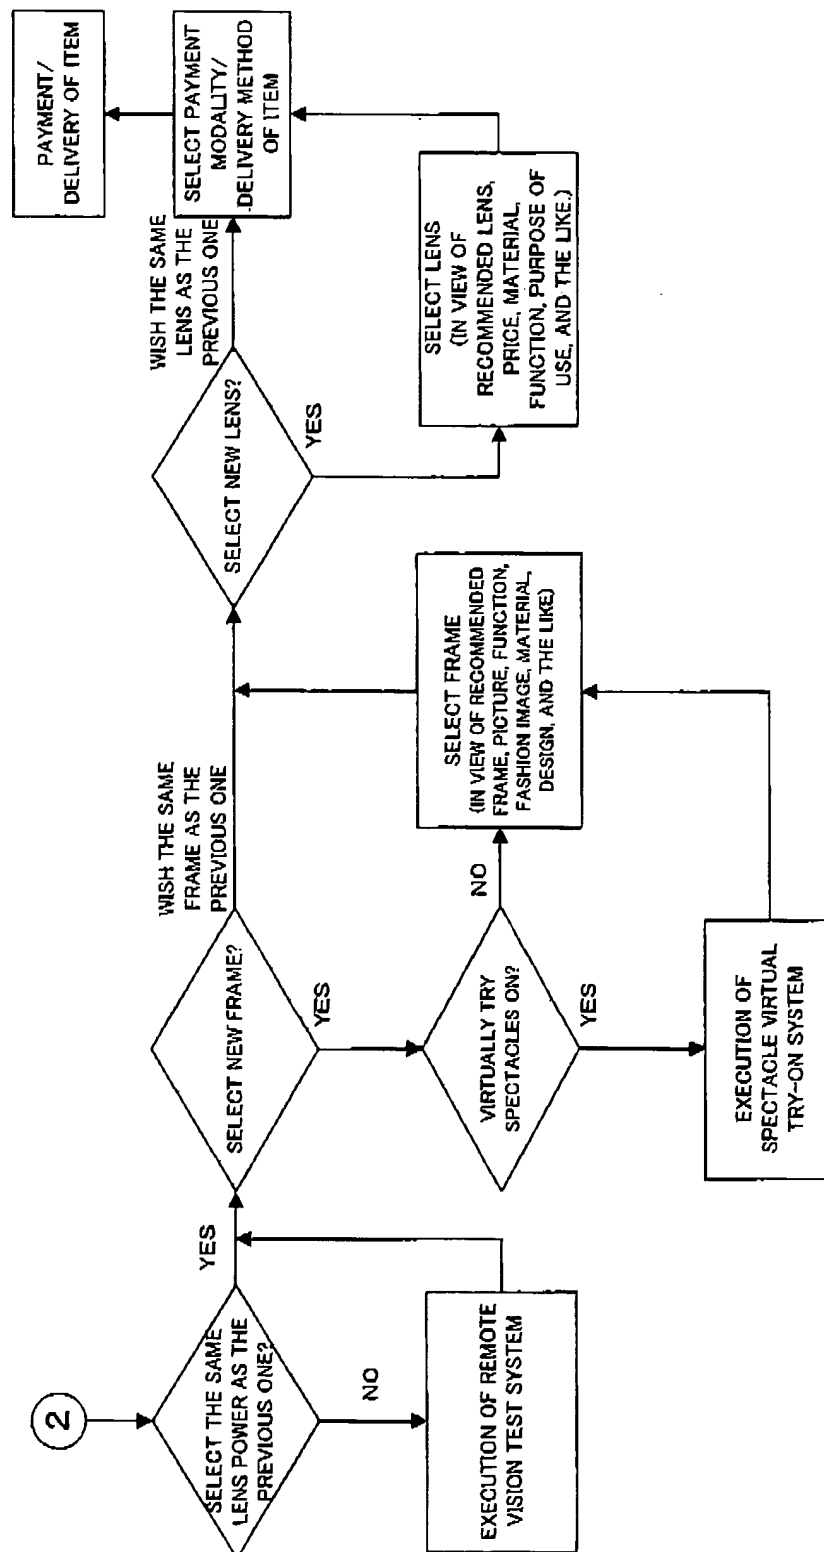 2
SELECT THE SAME
LENS POWER AS THE
PREVIOUS ONE?
YES
NO
EXECUTION OF REMOTE
VISION TEST SYSTEM
SELECT NEW FRAME?
WISH THE SAME
FRAME AS THE
PREVIOUS ONE
YES
VIRTUALLY TRY
SPECTACLES ON?
NO
YES
EXECUTION OF
SPECTACLE VIRTUAL
TRY-ON SYSTEM
SELECT FRAME
(IN VIEW OF RECOMMENDED
FRAME, PICTURE, FUNCTION,
FASHION IMAGE, MATERIAL,
DESIGN, AND THE LIKE)
SELECT NEW LENS?
WISH THE SAME
LENS AS THE
PREVIOUS ONE
YES
SELECT LENS
(IN VIEW OF
RECOMMENDED LENS,
PRICE, MATERIAL,
FUNCTION, PURPOSE OF
USE, AND THE LIKE.)
SELECT PAYMENT
MODALITY/
DELIVERY METHOD
OF ITEM
PAYMENT/
DELIVERY OF ITEM